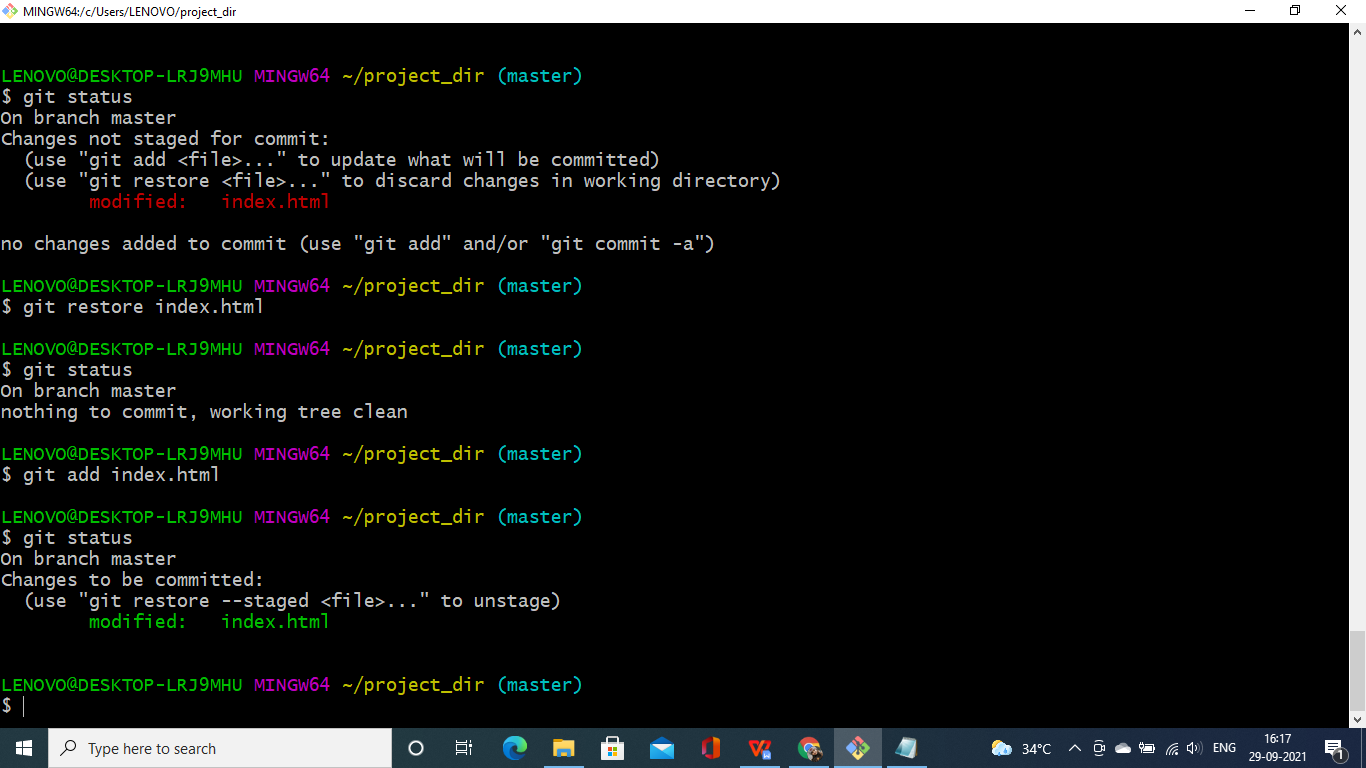 MINGW64:/c/Users/LENOVO/project_dir
LENOVO@DESKTOP-LRJ9MHU MINGW64 ~/project_dir (master)
$ git status
On branch master
Changes not staged for commit:
  (use "git add <file>..." to update what will be committed)
  (use "git restore <file>..." to discard changes in working directory)
        modified:   index.html
no changes added to commit (use "git add" and/or "git commit -a")
LENOVO@DESKTOP-LRJ9MHU MINGW64 ~/project_dir (master)
$ git restore index.html
LENOVO@DESKTOP-LRJ9MHU MINGW64 ~/project_dir (master)
$ git status
On branch master
nothing to commit, working tree clean
LENOVO@DESKTOP-LRJ9MHU MINGW64 ~/project_dir (master)
$ git add index.html
LENOVO@DESKTOP-LRJ9MHU MINGW64 ~/project_dir (master)
$ git status
On branch master
Changes to be committed:
  (use "git restore --staged <file>..." to unstage)
        modified:   index.html
LENOVO@DESKTOP-LRJ9MHU MINGW64 ~/project_dir (master)
$
Type here to search
34°C
ENG
16:17
29-09-2021
1